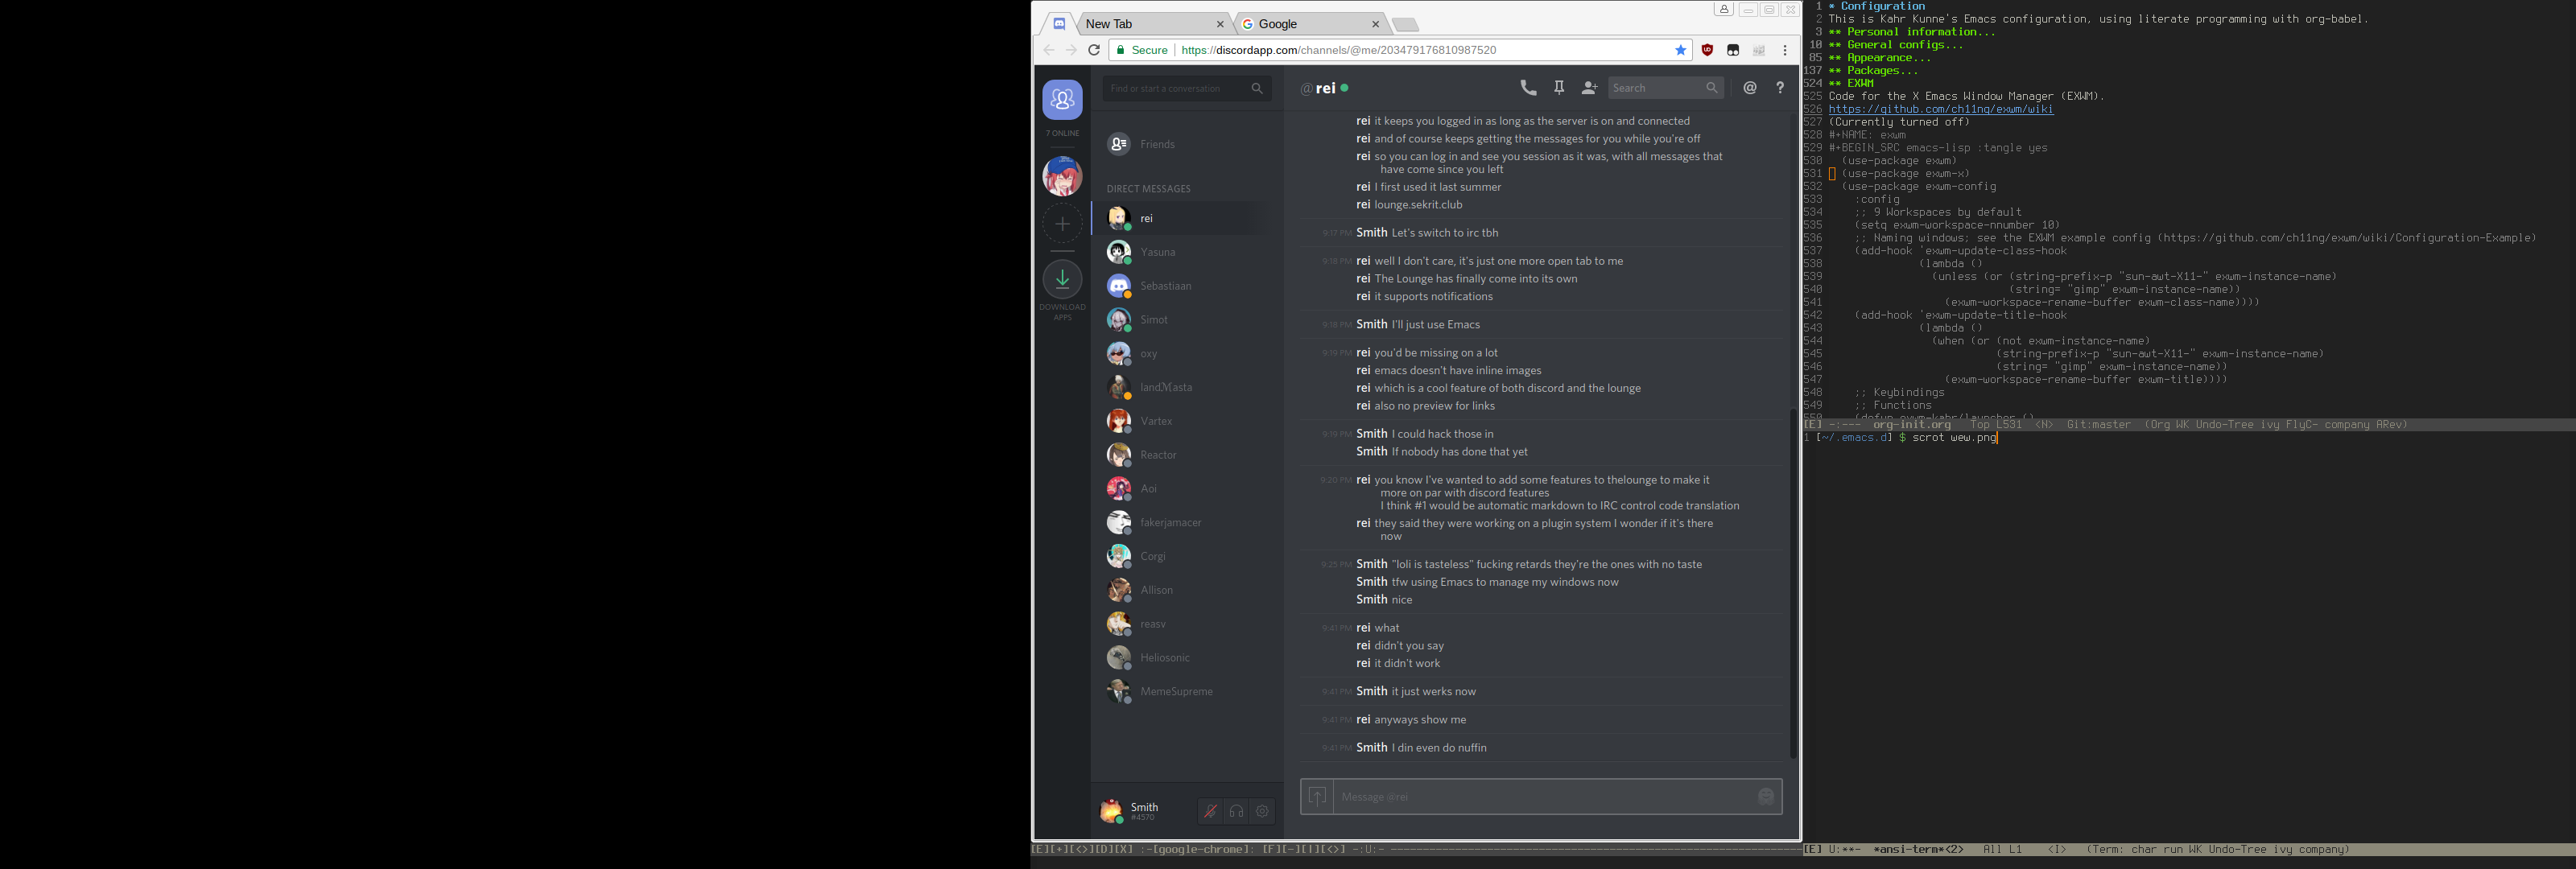 New Tab
Google
Secure
https://discordapp.com/channels/@me/203479176810987520
7 ONLINE
DOWNLOAD
APPS
Find or start a conversation
Friends
DIRECT MESSAGES
rei
Yasuna
Sebastiaan
Simot
oxy
landℳasta
Vartex
Reactor
Aoi
fakerjamacer
Corgi
Allison
reasv
Heliosonic
MemeSupreme
Smith
#4570
@rei
Search
@ ?
rei it keeps you logged in as long as the server is on and connected
rei and of course keeps getting the messages for you while you're off
rei so you can log in and see you session as it was, with all messages that
have come since you left
rei I first used it last summer
rei lounge.sekrit.club
9:17 PM Smith Let's switch to irc tbh
9:18 PM rei well I don't care, it's just one more open tab to me
rei The Lounge has finally come into its own
rei it supports notifications
9:18 PM Smith I'll just use Emacs
9:19 PM rei you'd be missing on a lot
rei emacs doesn't have inline images
rei which is a cool feature of both discord and the lounge
rei also no preview for links
9:19 PM Smith I could hack those in
Smith If nobody has done that yet
9:20 PM rei you know I've wanted to add some features to thelounge to make it
more on par with discord features
I think #1 would be automatic markdown to IRC control code translation
rei they said they were working on a plugin system I wonder if it's there
now
9:25 PM Smith "loli is tasteless" fucking retards they're the ones with no taste
Smith tfw using Emacs to manage my windows now
Smith nice
9:41 PM rei what
rei didn't you say
rei it didn't work
9:41 PM Smith it just werks now
9:41 PM rei anyways show me
9:41 PM Smith I din even do nuffin
Message @rei
[E][+][<>][D][X] :-[google-chrome]: [F][-][|][<>] -:U:-
1 * Configuration
2 This is Kahr Kunne's Emacs configuration, using literate programming with org-babel.
3 ** Personal information...
10 ** General configs...
85 ** Appearance...
137 ** Packages...
524 ** EXWM
525 Code for the X Emacs Window Manager (EXWM).
526 https://github.com/ch11ng/exwm/wiki
527 (Currently turned off)
528 #+NAME: exwm
529 #+BEGIN_SRC emacs-lisp :tangle yes
530 (use-package exwm)
531 (use-package exwm-x)
532 (use-package exwm-config
533 :config
534 ;; 9 Workspaces by default
535 (setq exwm-workspace-nnumber 10)
536 ;; Naming windows; see the EXWM example config (https://github.com/ch11ng/exwm/wiki/Configuration-Example)
537 (add-hook 'exwm-update-class-hook
538 (lambda ()
539 (unless (or (string-prefix-p "sun-awt-X11-" exwm-instance-name)
540 (string= "gimp" exwm-instance-name))
541 (exwm-workspace-rename-buffer exwm-class-name))))
542 (add-hook 'exwm-update-title-hook
543 (lambda ()
544 (when (or (not exwm-instance-name)
545 (string-prefix-p "sun-awt-X11-" exwm-instance-name)
546 (string= "gimp" exwm-instance-name))
547 (exwm-workspace-rename-buffer exwm-title))))
548 ;; Keybindings
549 ;; Functions
550 (defun exwm-kahr/launcher ()
[E] -:--- org-init.org Top L531 <N> Git:master (Org WK Undo-Tree ivy FlyC- company ARev)
1 [~/.emacs.d] $ scrot wew.png
[E] U:**- *ansi-term*<2> All L1 <I> (Term: char run WK Undo-Tree ivy company)